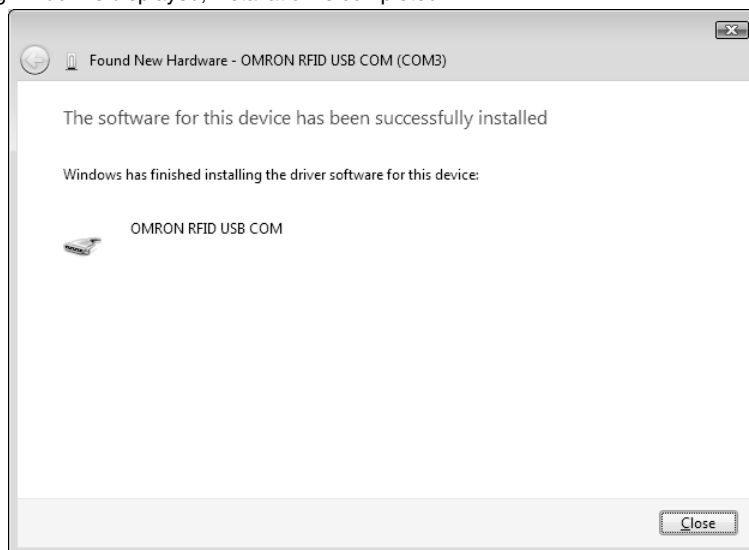 Found New Hardware - OMRON RFID USB COM (COM3)
The software for this device has been successfully installed
Windows has finished installing the driver software for this device:
OMRON RFID USB COM
Close